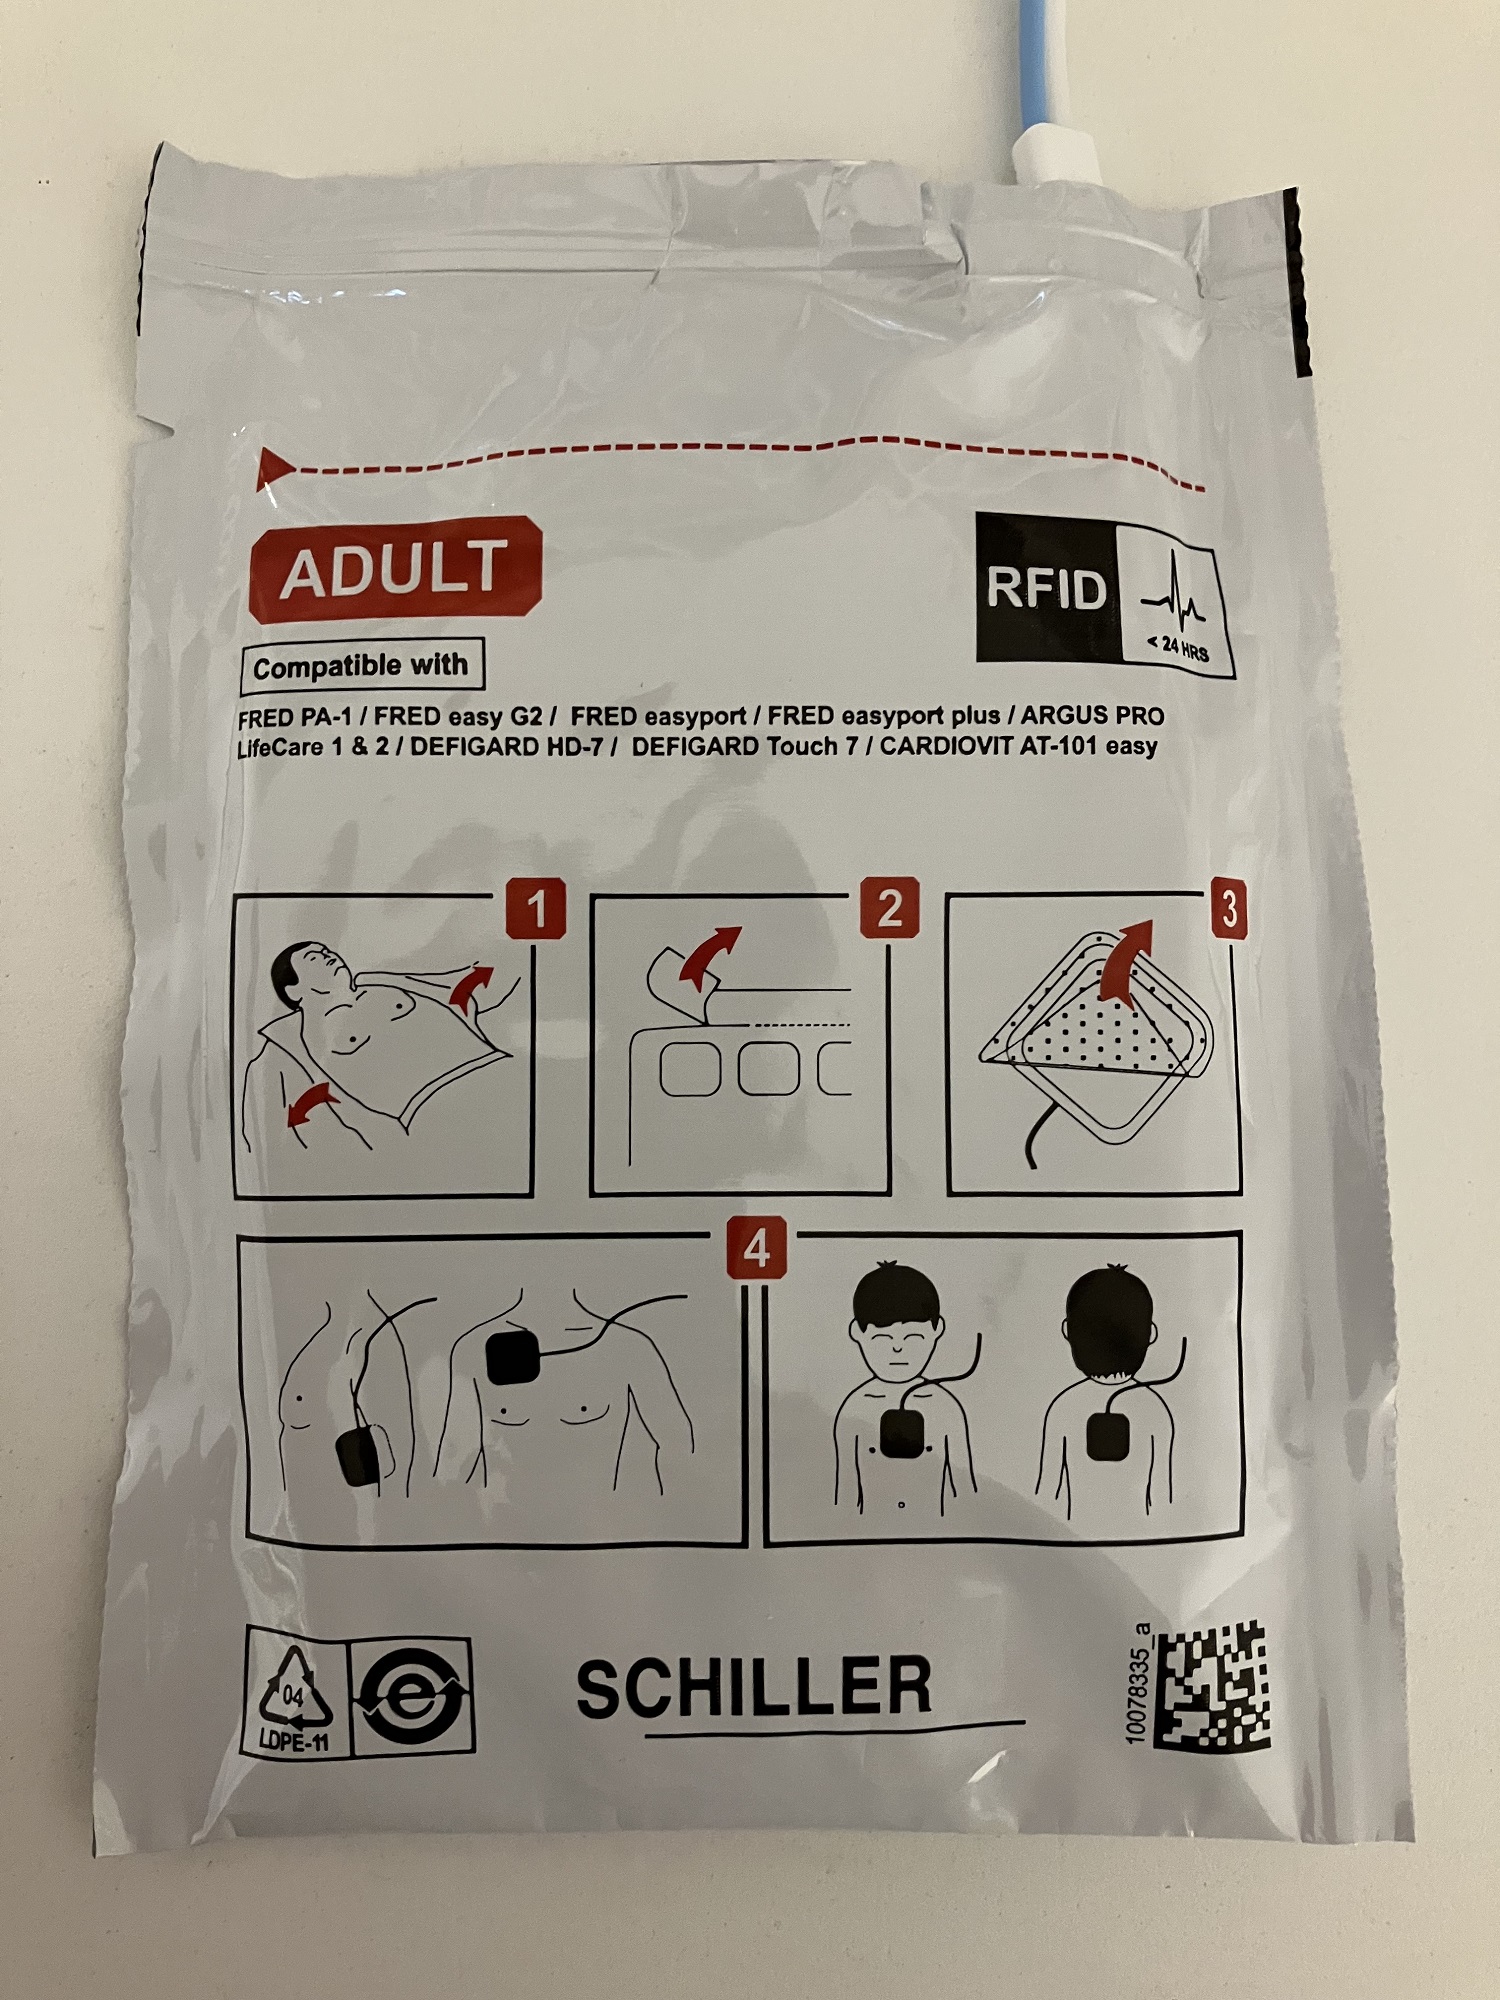 ADULT
RFID
< 24 HRS
Compatible with
FRED PA-1 / FRED easy G2 / FRED easyport / FRED easyport plus / ARGUS PRO
LifeCare 1 & 2 / DEFIGARD HD-7 / DEFIGARD Touch 7 / CARDIOVIT AT-101 easy
1
2
3
4
04
LDPE-11
e
SCHILLER
10078335_a